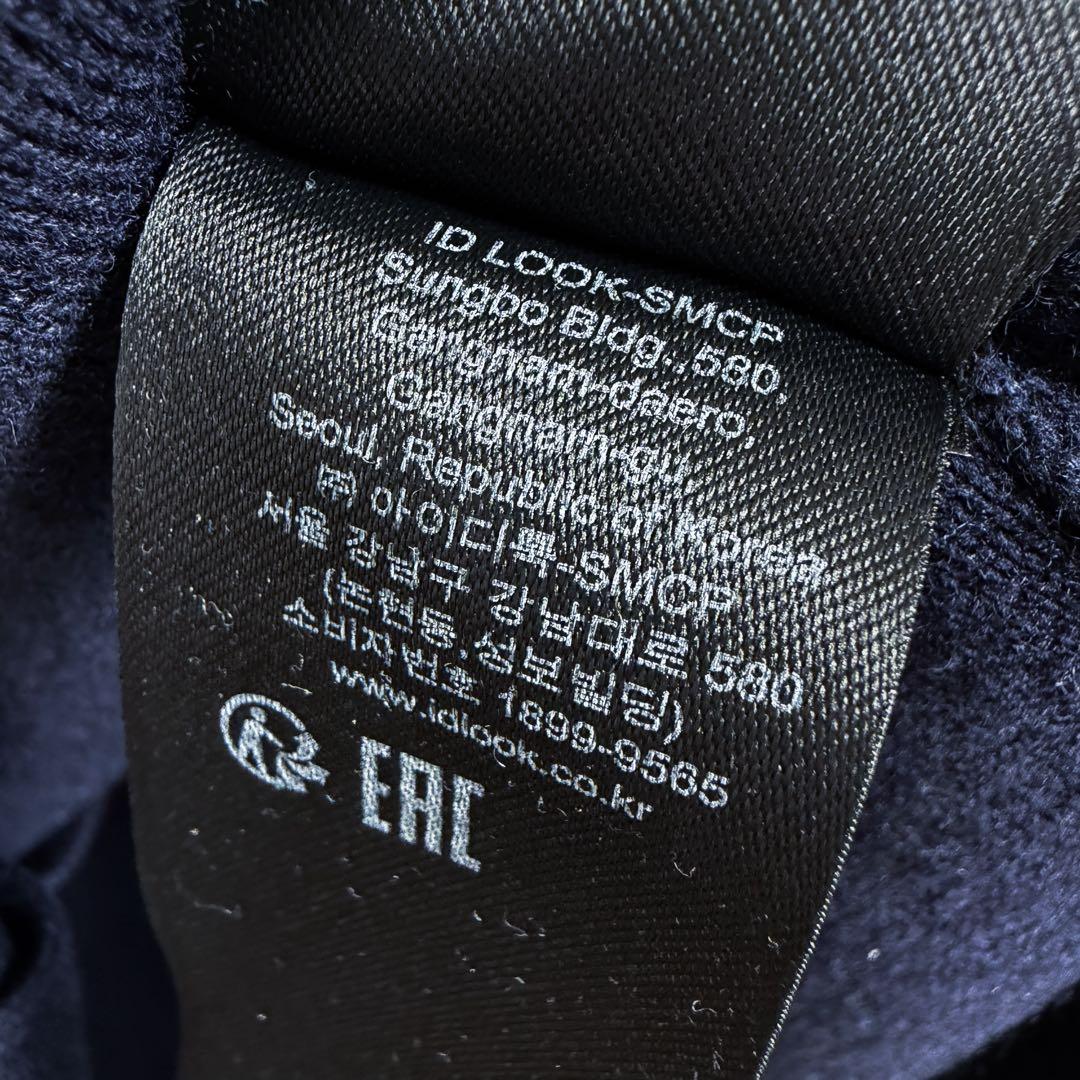 ID LOOK-SMCP
Sungbo Bldg.,580,
Gangnam-daero,
Gangnam-gu,
Seoul, Republic of Korea,
㈜ 아이디룩-SMCP
서울 강남구 강남대로 580
(논현동,성보빌딩)
소비자번호 1899-9565
www.idlook.co.kr
EAC